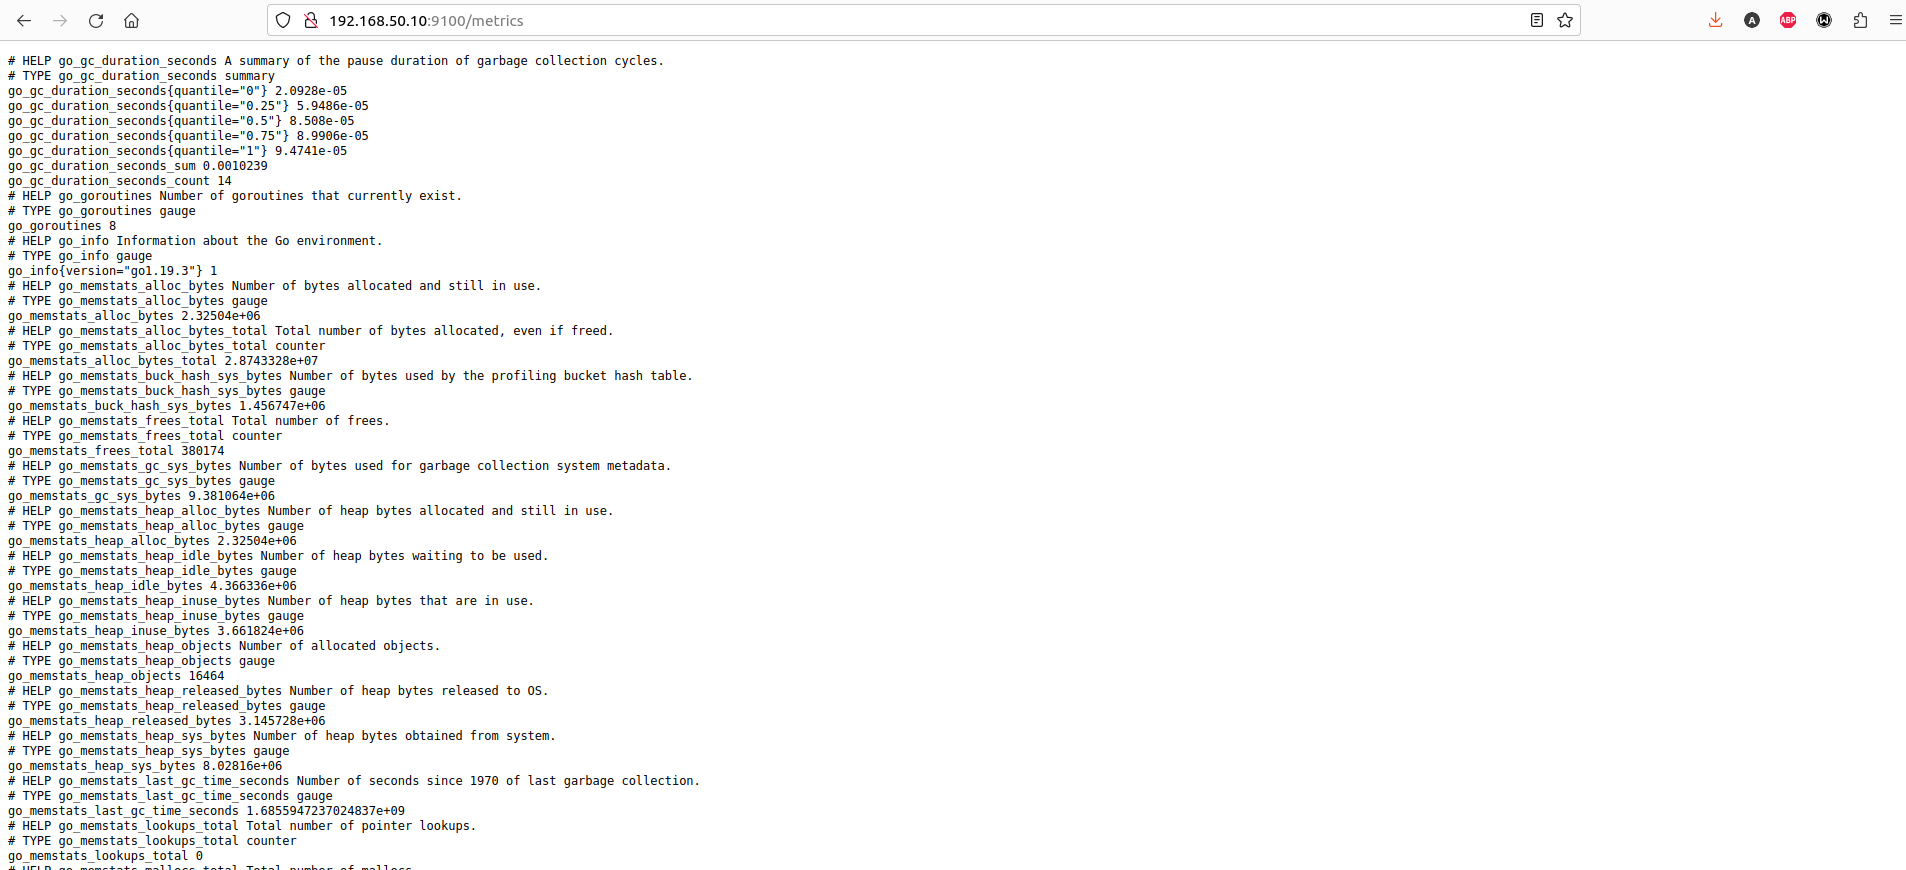 192.168.50.10:9100/metrics
A
ABP
# HELP go_gc_duration_seconds A summary of the pause duration of garbage collection cycles.
# TYPE go_gc_duration_seconds summary
go_gc_duration_seconds{quantile="0"} 2.0928e-05
go_gc_duration_seconds{quantile="0.25"} 5.9486e-05
go_gc_duration_seconds{quantile="0.5"} 8.508e-05
go_gc_duration_seconds{quantile="0.75"} 8.9906e-05
go_gc_duration_seconds{quantile="1"} 9.4741e-05
go_gc_duration_seconds_sum 0.0010239
go_gc_duration_seconds_count 14
# HELP go_goroutines Number of goroutines that currently exist.
# TYPE go_goroutines gauge
go_goroutines 8
# HELP go_info Information about the Go environment.
# TYPE go_info gauge
go_info{version="go1.19.3"} 1
# HELP go_memstats_alloc_bytes Number of bytes allocated and still in use.
# TYPE go_memstats_alloc_bytes gauge
go_memstats_alloc_bytes 2.32504e+06
# HELP go_memstats_alloc_bytes_total Total number of bytes allocated, even if freed.
# TYPE go_memstats_alloc_bytes_total counter
go_memstats_alloc_bytes_total 2.8743328e+07
# HELP go_memstats_buck_hash_sys_bytes Number of bytes used by the profiling bucket hash table.
# TYPE go_memstats_buck_hash_sys_bytes gauge
go_memstats_buck_hash_sys_bytes 1.456747e+06
# HELP go_memstats_frees_total Total number of frees.
# TYPE go_memstats_frees_total counter
go_memstats_frees_total 380174
# HELP go_memstats_gc_sys_bytes Number of bytes used for garbage collection system metadata.
# TYPE go_memstats_gc_sys_bytes gauge
go_memstats_gc_sys_bytes 9.381064e+06
# HELP go_memstats_heap_alloc_bytes Number of heap bytes allocated and still in use.
# TYPE go_memstats_heap_alloc_bytes gauge
go_memstats_heap_alloc_bytes 2.32504e+06
# HELP go_memstats_heap_idle_bytes Number of heap bytes waiting to be used.
# TYPE go_memstats_heap_idle_bytes gauge
go_memstats_heap_idle_bytes 4.366336e+06
# HELP go_memstats_heap_inuse_bytes Number of heap bytes that are in use.
# TYPE go_memstats_heap_inuse_bytes gauge
go_memstats_heap_inuse_bytes 3.661824e+06
# HELP go_memstats_heap_objects Number of allocated objects.
# TYPE go_memstats_heap_objects gauge
go_memstats_heap_objects 16464
# HELP go_memstats_heap_released_bytes Number of heap bytes released to OS.
# TYPE go_memstats_heap_released_bytes gauge
go_memstats_heap_released_bytes 3.145728e+06
# HELP go_memstats_heap_sys_bytes Number of heap bytes obtained from system.
# TYPE go_memstats_heap_sys_bytes gauge
go_memstats_heap_sys_bytes 8.02816e+06
# HELP go_memstats_last_gc_time_seconds Number of seconds since 1970 of last garbage collection.
# TYPE go_memstats_last_gc_time_seconds gauge
go_memstats_last_gc_time_seconds 1.6855947237024837e+09
# HELP go_memstats_lookups_total Total number of pointer lookups.
# TYPE go_memstats_lookups_total counter
go_memstats_lookups_total 0
# HELP go_memstats_mallocs_total Total number of mallocs.